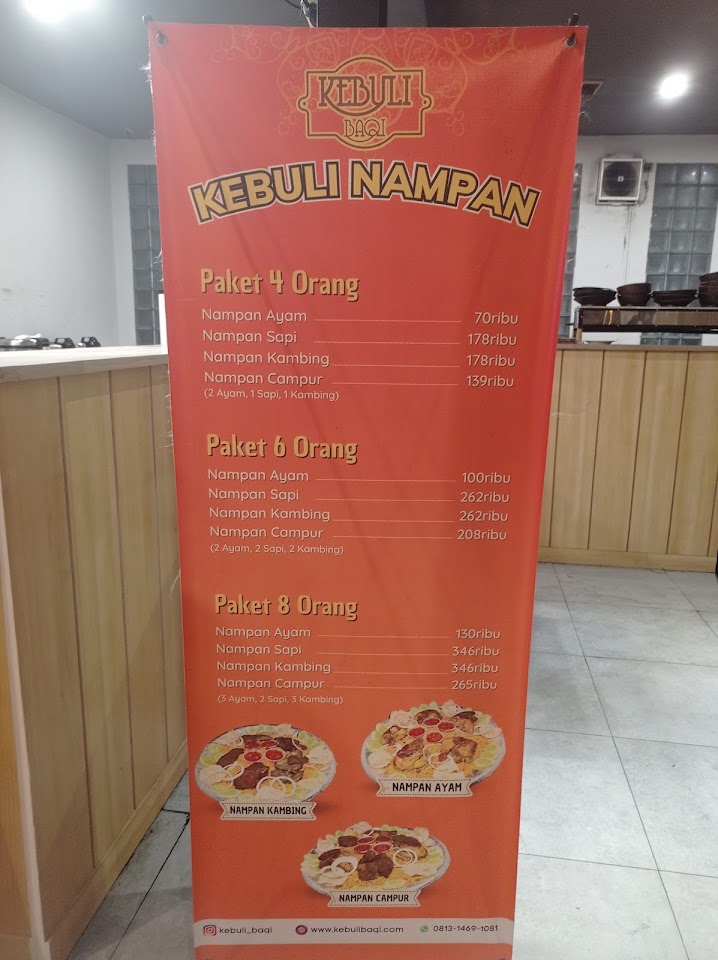 KEBULI
BAQI
KEBULI NAMPAN
Paket 4 Orang
Nampan Ayam 70ribu
Nampan Sapi 178ribu
Nampan Kambing 178ribu
Nampan Campur 139ribu
(2 Ayam, 1 Sapi, 1 Kambing)
Paket 6 Orang
Nampan Ayam 100ribu
Nampan Sapi 262ribu
Nampan Kambing 262ribu
Nampan Campur 208ribu
(2 Ayam, 2 Sapi, 2 Kambing)
Paket 8 Orang
Nampan Ayam 130ribu
Nampan Sapi 346ribu
Nampan Kambing 346ribu
Nampan Campur 265ribu
(3 Ayam, 2 Sapi, 3 Kambing)
NAMPAN KAMBING
NAMPAN AYAM
NAMPAN CAMPUR
kebuli_baqi www.kebulibaqi.com 0813-1469-1081